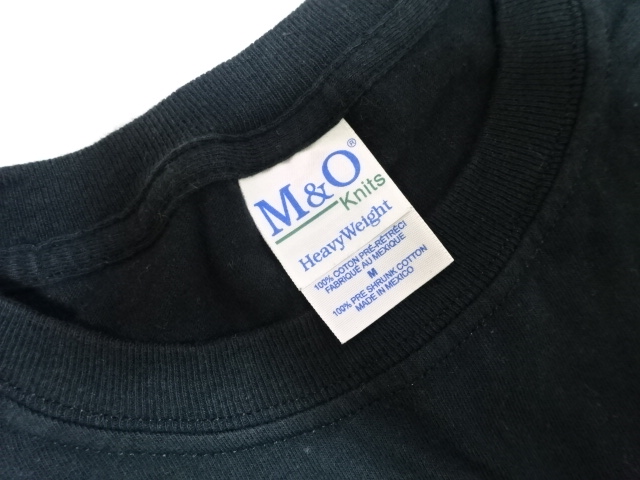 M&O®
Knits
HeavyWeight
100% COTON PRÉ-RÉTRÉCI
FABRIQUÉ AU MEXIQUE
M
100% PRE SHRUNK COTTON
MADE IN MEXICO